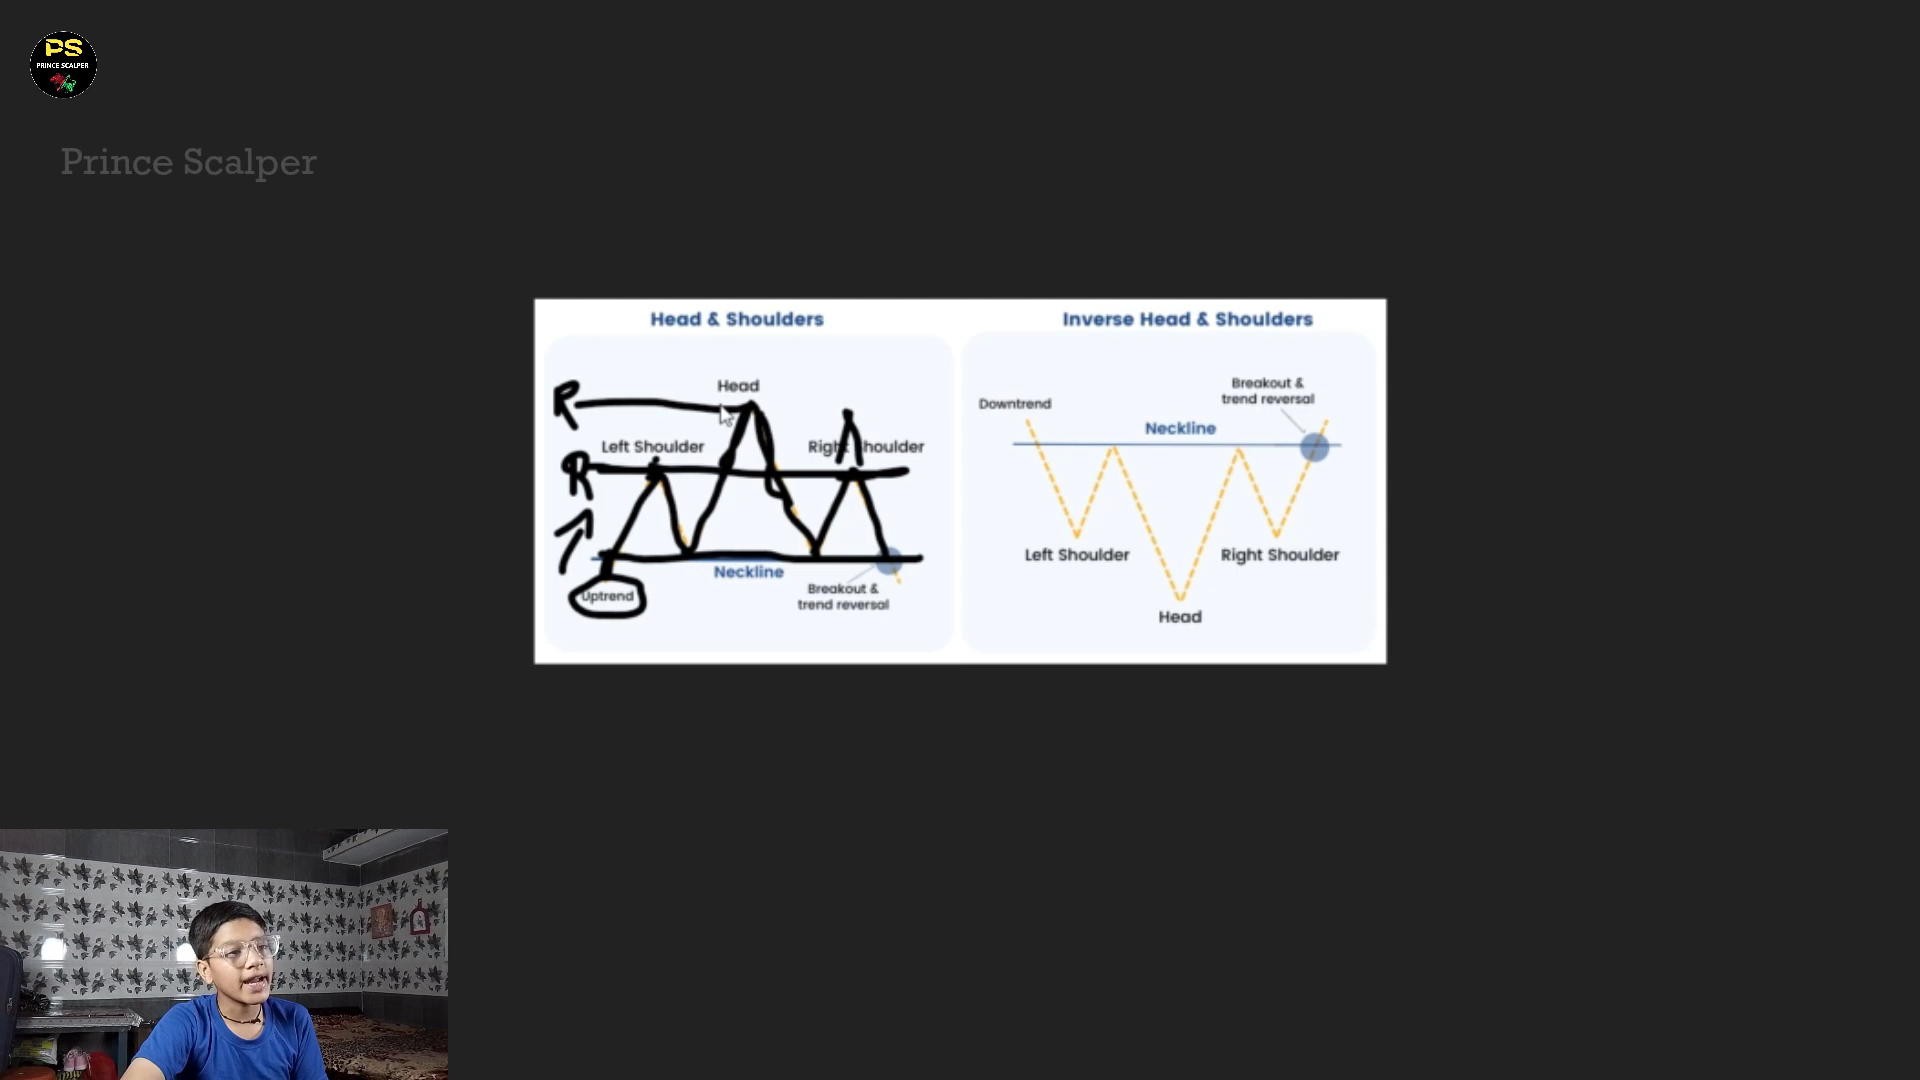 PS
PRINCE SCALPER
Prince Scalper
Head & Shoulders
Inverse Head & Shoulders
R
Head
Left Shoulder
R
Neckline
Uptrend
Breakout &
trend reversal
Downtrend
Breakout &
trend reversal
Neckline
Left Shoulder
Right Shoulder
Head